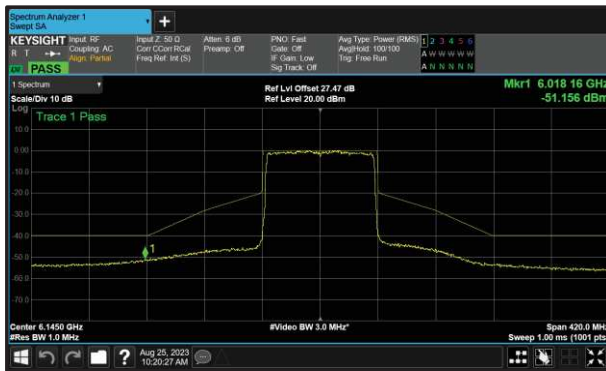 Spectrum Analyzer 1
Swept SA
KEYSIGHT
R T
PASS
Input: RF
Coupling: AC
Align: Partial
Input Z: 50 Ω
Corr CCorr RCal
Freq Ref: Int (S)
Atten: 6 dB
Preamp: Off
PNO: Fast
Gate: Off
IF Gain: Low
Sig Track: Off
Avg Type: Power (RMS)
Avg|Hold: 100/100
Trig: Free Run
1 2 3 4 5 6
A W W W W W
A N N N N N
1 Spectrum
Scale/Div 10 dB
Ref Lvl Offset 27.47 dB
Ref Level 20.00 dBm
Mkr1 6.018 16 GHz
-51.156 dBm
Log
Trace 1 Pass
10.0
0.00
-10.0
-20.0
-30.0
-40.0
-50.0
-60.0
-70.0
1
Center 6.1450 GHz
#Res BW 1.0 MHz
#Video BW 3.0 MHz*
Span 420.0 MHz
Sweep 1.00 ms (1001 pts)
?
Aug 25, 2023
10:20:27 AM